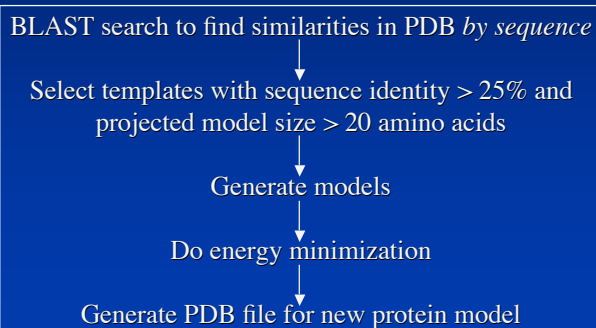 BLAST search to find similarities in PDB by sequence
Select templates with sequence identity > 25% and
projected model size > 20 amino acids
Generate models
Do energy minimization
Generate PDB file for new protein model